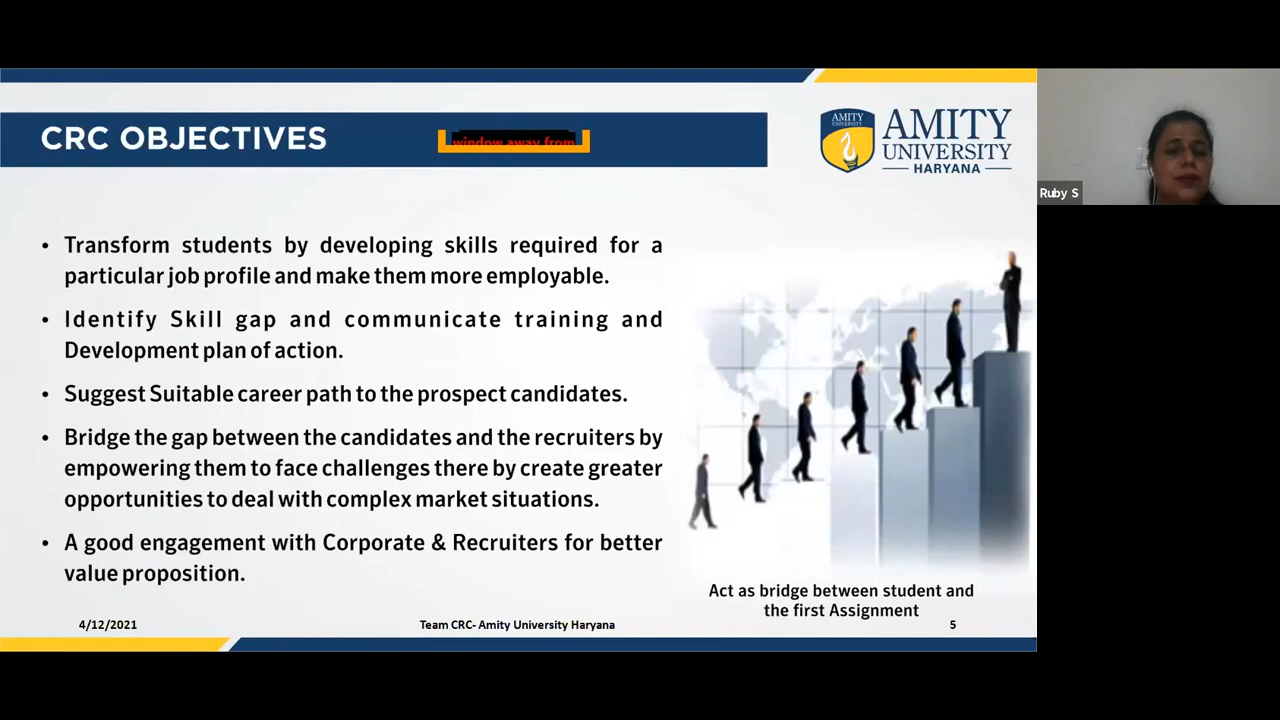 CRC OBJECTIVES
window away from
AMITY
UNIVERSITY
AMITY
UNIVERSITY
HARYANA
Ruby S
• Transform students by developing skills required for a
particular job profile and make them more employable.
• Identify Skill gap and communicate training and
Development plan of action.
• Suggest Suitable career path to the prospect candidates.
• Bridge the gap between the candidates and the recruiters by
empowering them to face challenges there by create greater
opportunities to deal with complex market situations.
• A good engagement with Corporate & Recruiters for better
value proposition.
Act as bridge between student and
the first Assignment
4/12/2021
Team CRC- Amity University Haryana
5